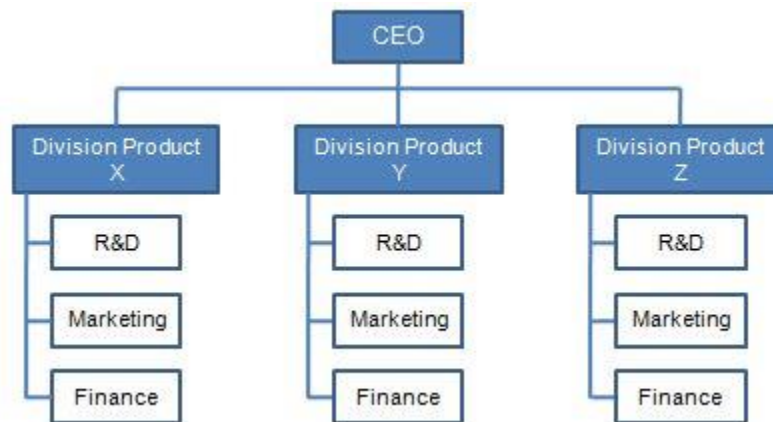 CEO
Division Product
X
R&D
Marketing
Finance
Division Product
Y
R&D
Marketing
Finance
Division Product
Z
R&D
Marketing
Finance